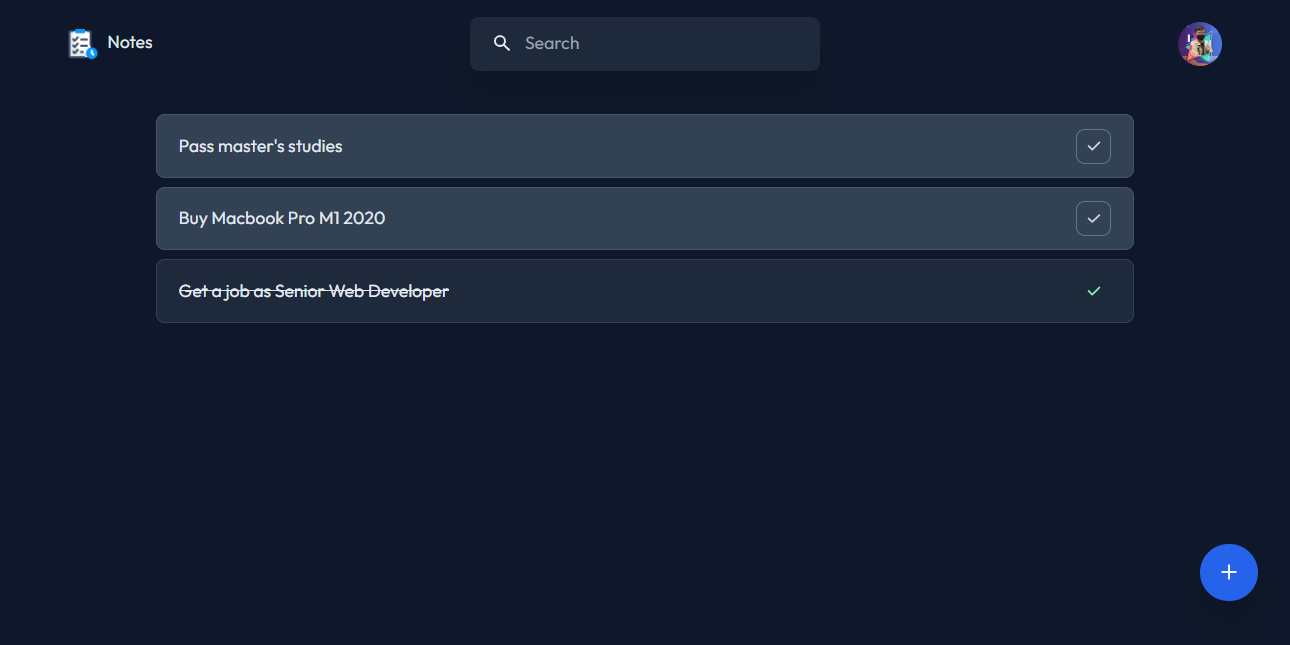 Notes
Search
Pass master's studies
Buy Macbook Pro M1 2020
Get a job as Senior Web Developer